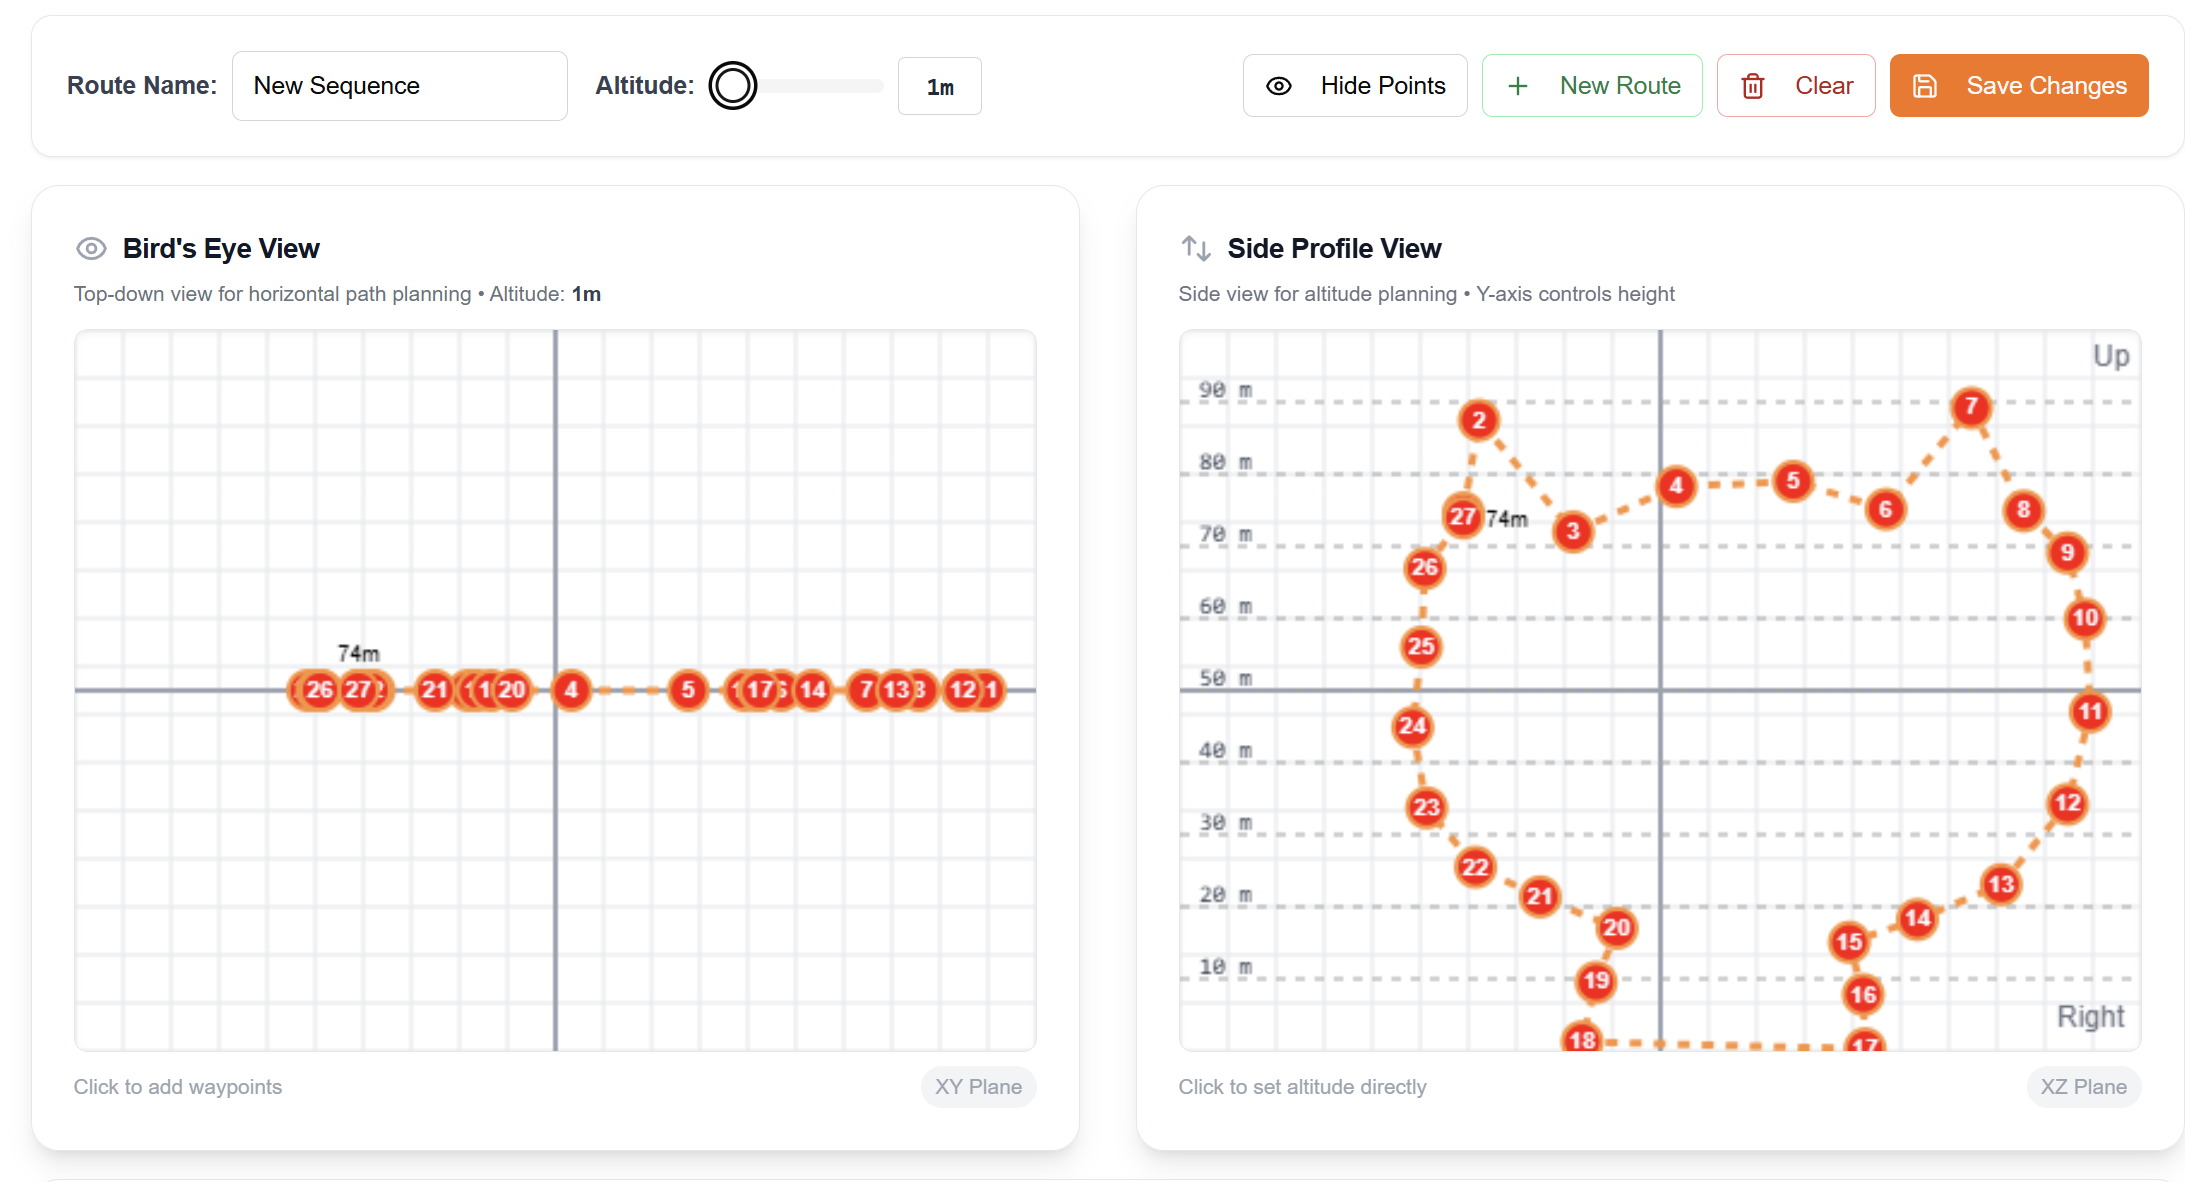 Route Name: New Sequence Altitude: 1m Hide Points New Route Clear Save Changes
Bird's Eye View
Top-down view for horizontal path planning • Altitude: 1m
74m
26 27 21 20 4 5 17 14 7 13 12
Click to add waypoints XY Plane
Side Profile View
Side view for altitude planning • Y-axis controls height
Up
90 m
2 7
80 m
4 5
27 74m 3 6 8
70 m
9
26
60 m
10
25
50 m
24 11
40 m
23 12
30 m
22
13
20 m
21
20 14
15
10 m
19 16
Right
18 17
Click to set altitude directly XZ Plane